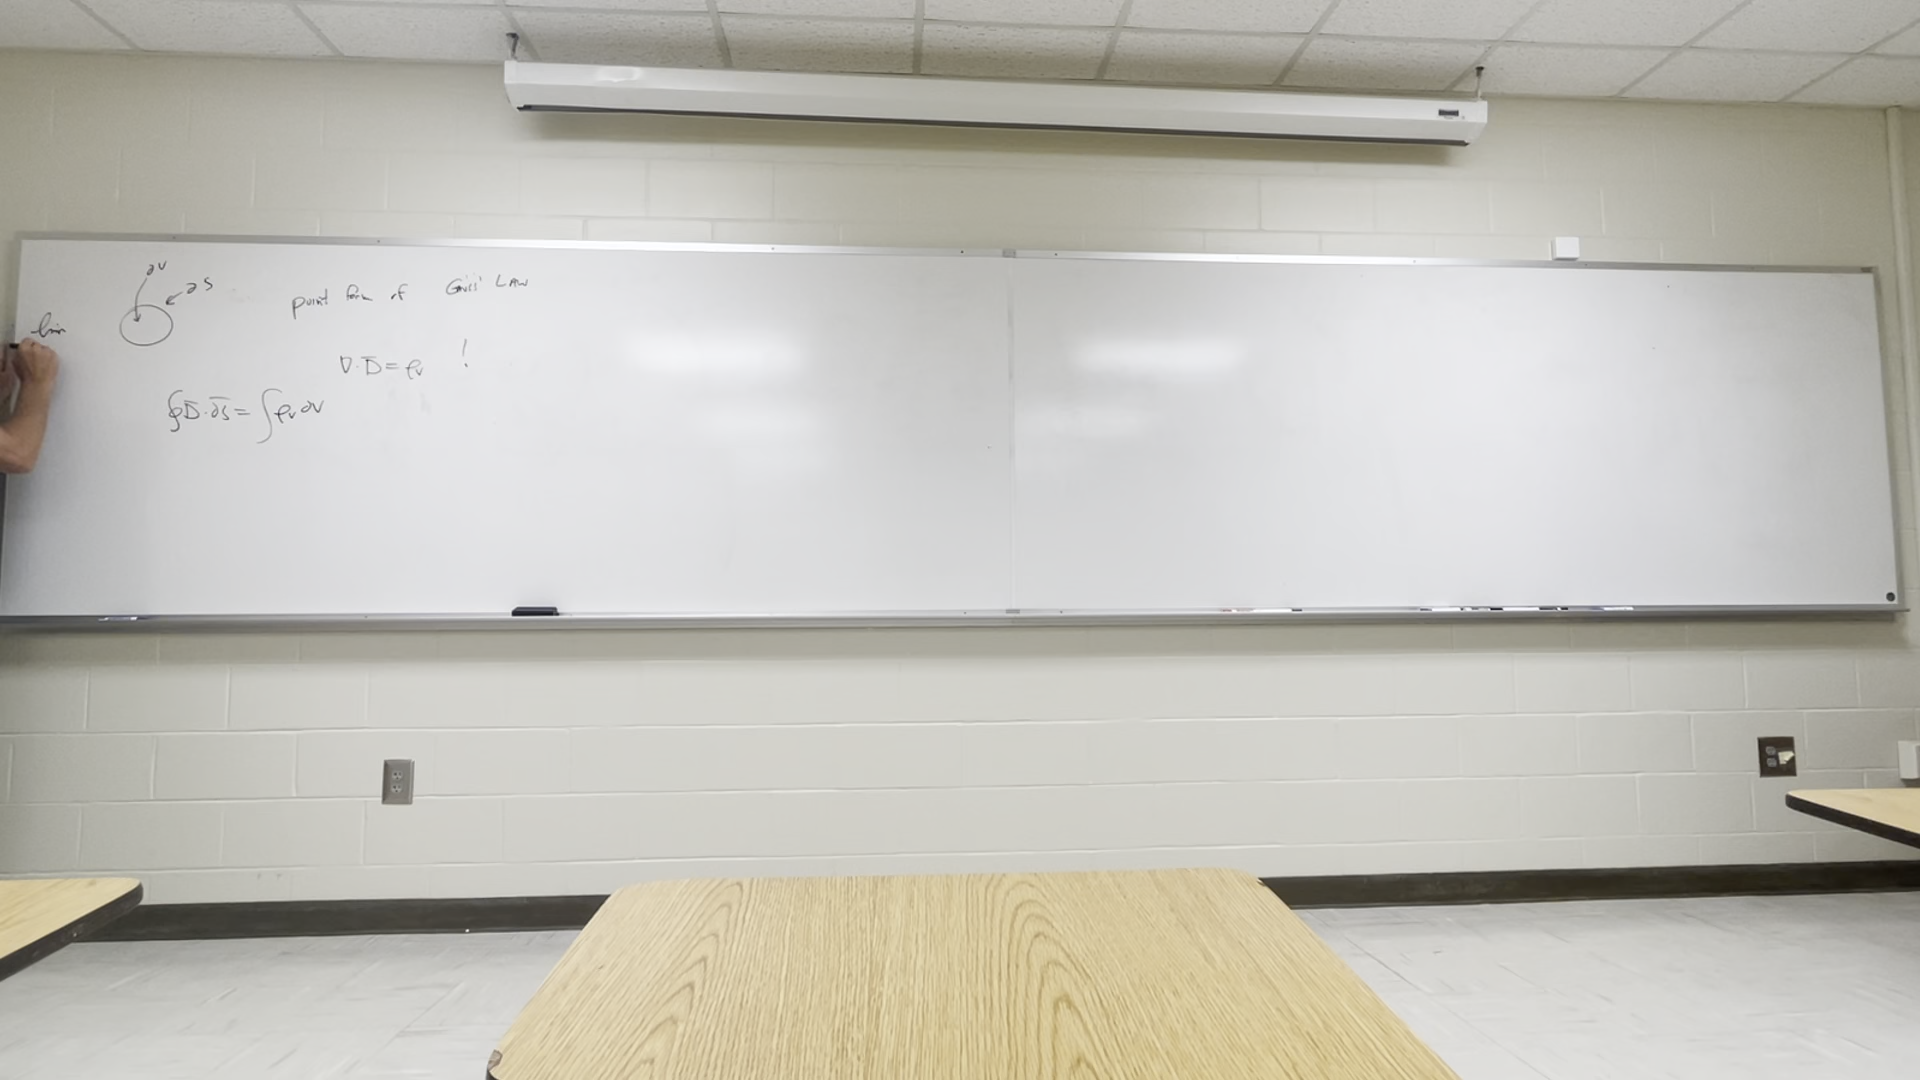 ∂V
∂S
point form of Gauss' LAW
lim
∇·D̅ = ρv !
∮D̅·∂S̅ = ∫ρv ∂V